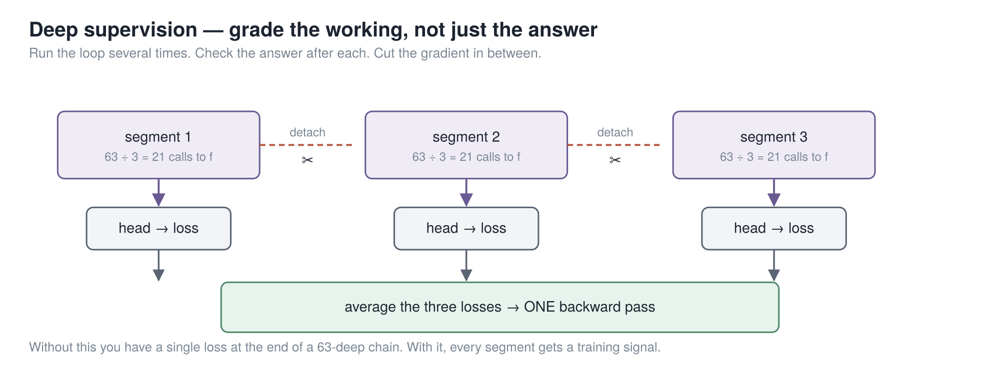 Deep supervision — grade the working, not just the answer
Run the loop several times. Check the answer after each. Cut the gradient in between.
segment 1
63 ÷ 3 = 21 calls to f
detach
✂
segment 2
63 ÷ 3 = 21 calls to f
detach
✂
segment 3
63 ÷ 3 = 21 calls to f
head → loss
head → loss
head → loss
average the three losses → ONE backward pass
Without this you have a single loss at the end of a 63-deep chain. With it, every segment gets a training signal.